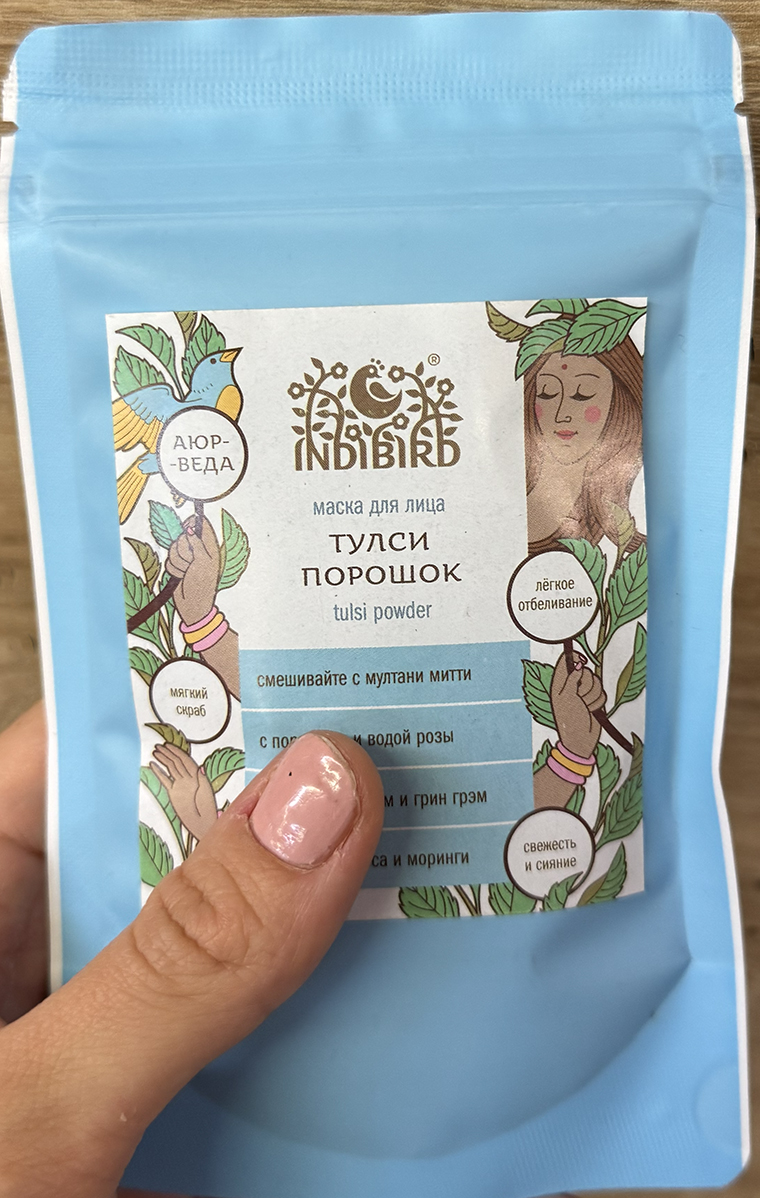 INDIBIRD®
маска для лица
ТУЛСИ
ПОРОШОК
tulsi powder
АЮР-
-ВЕДА
лёгкое
отбеливание
мягкий
скраб
смешивайте с мултани митти
с и водой розы
и грин грэм
и моринги
свежесть
и сияние